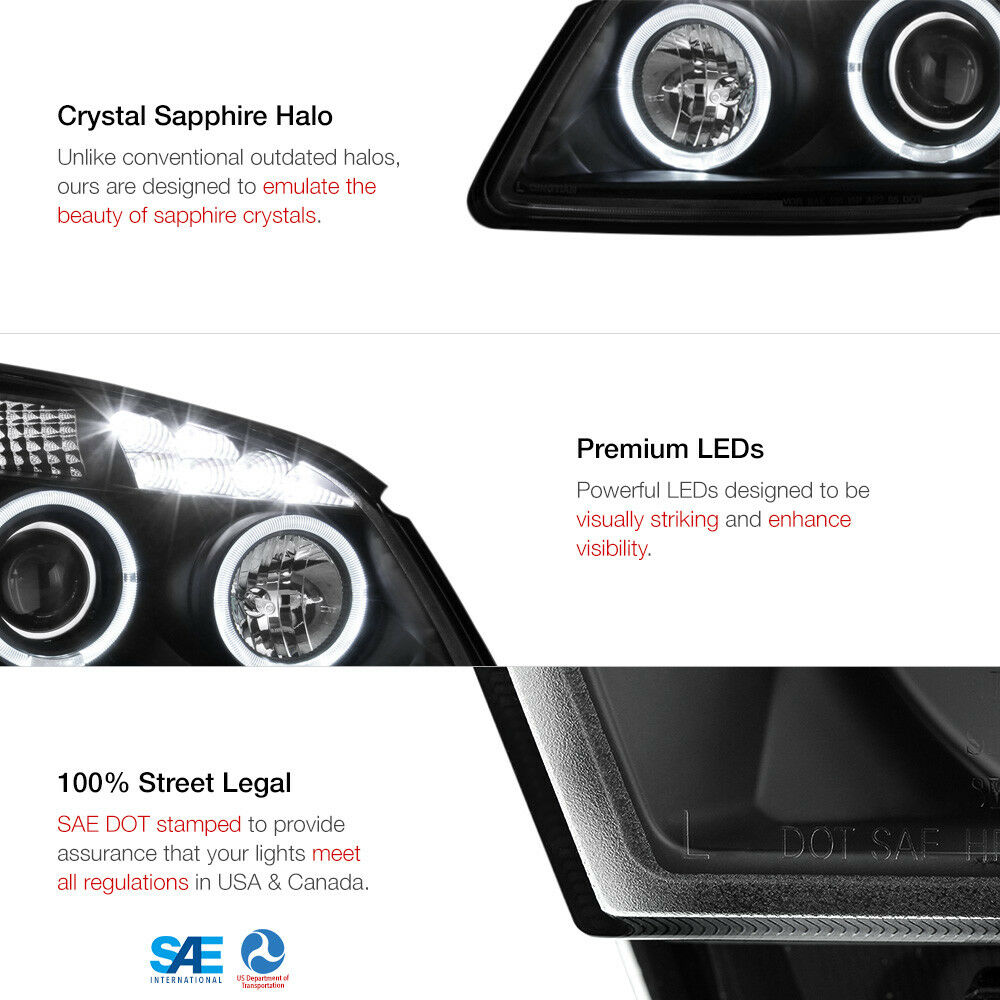 Crystal Sapphire Halo
Unlike conventional outdated halos,
ours are designed to emulate the
beauty of sapphire crystals.
Premium LEDs
Powerful LEDs designed to be
visually striking and enhance
visibility.
100% Street Legal
SAE DOT stamped to provide
assurance that your lights meet
all regulations in USA & Canada.
L
DOT SAE
SAE
INTERNATIONAL
US Department of
Transportation